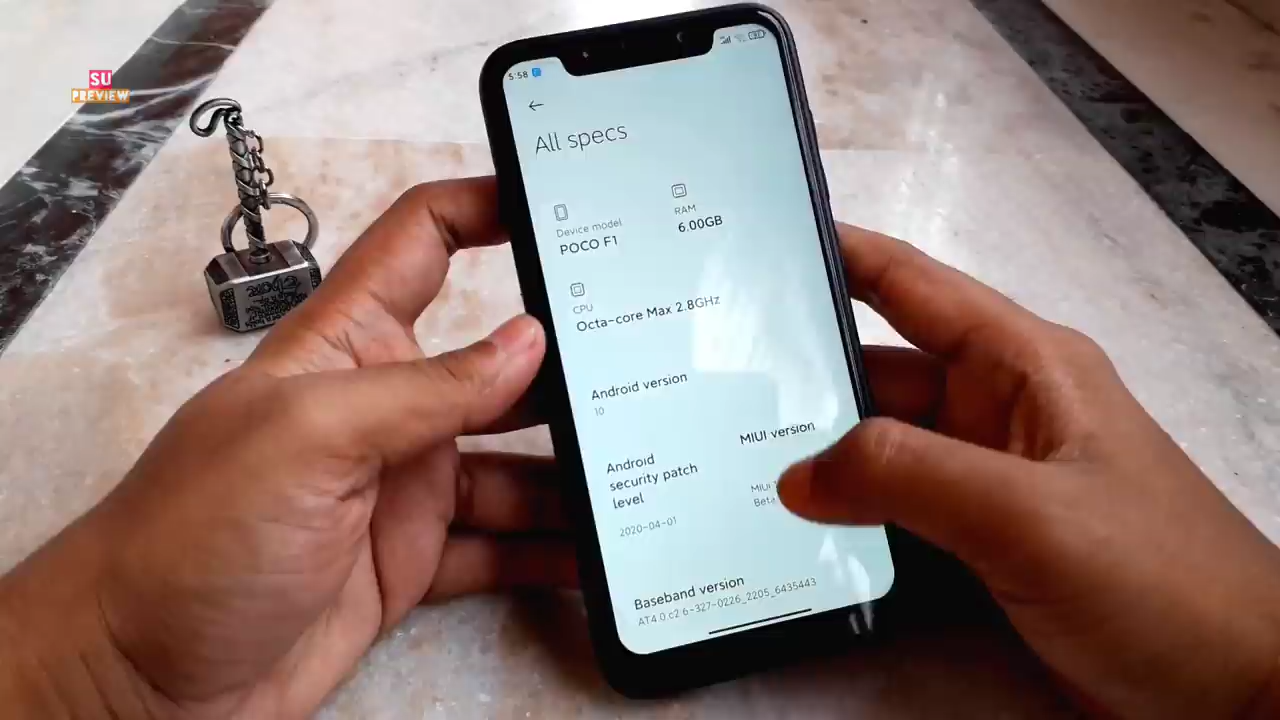 SU
PREVIEW
5:58
All specs
Device model
POCO F1
RAM
6.00GB
CPU
Octa-core Max 2.8GHz
Android version
10
MIUI version
MIUI
Beta
Android
security patch
level
2020-04-01
Baseband version
AT4.0.c2.6-327-0226_2205_6435443